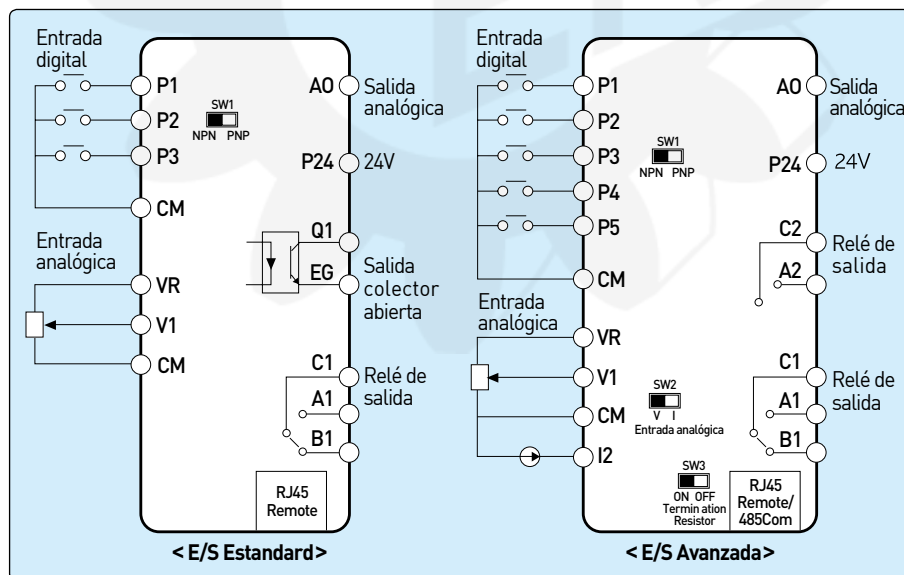 Entrada
digital
P1
P2
P3
CM
SW1
NPN PNP
AO
Salida
analógica
P24
24V
Q1
EG
Salida
colector
abierta
Entrada
analógica
VR
V1
CM
C1
A1
B1
Relé de
salida
RJ45
Remote
< E/S Estandard >
Entrada
digital
P1
P2
P3
P4
P5
CM
SW1
NPN PNP
AO
Salida
analógica
P24
24V
C2
A2
Relé de
salida
Entrada
analógica
VR
V1
CM
I2
SW2
V I
Entrada analógica
C1
A1
B1
Relé de
salida
SW3
ON OFF
Termin ation
Resistor
RJ45
Remote/
485Com
< E/S Avanzada >